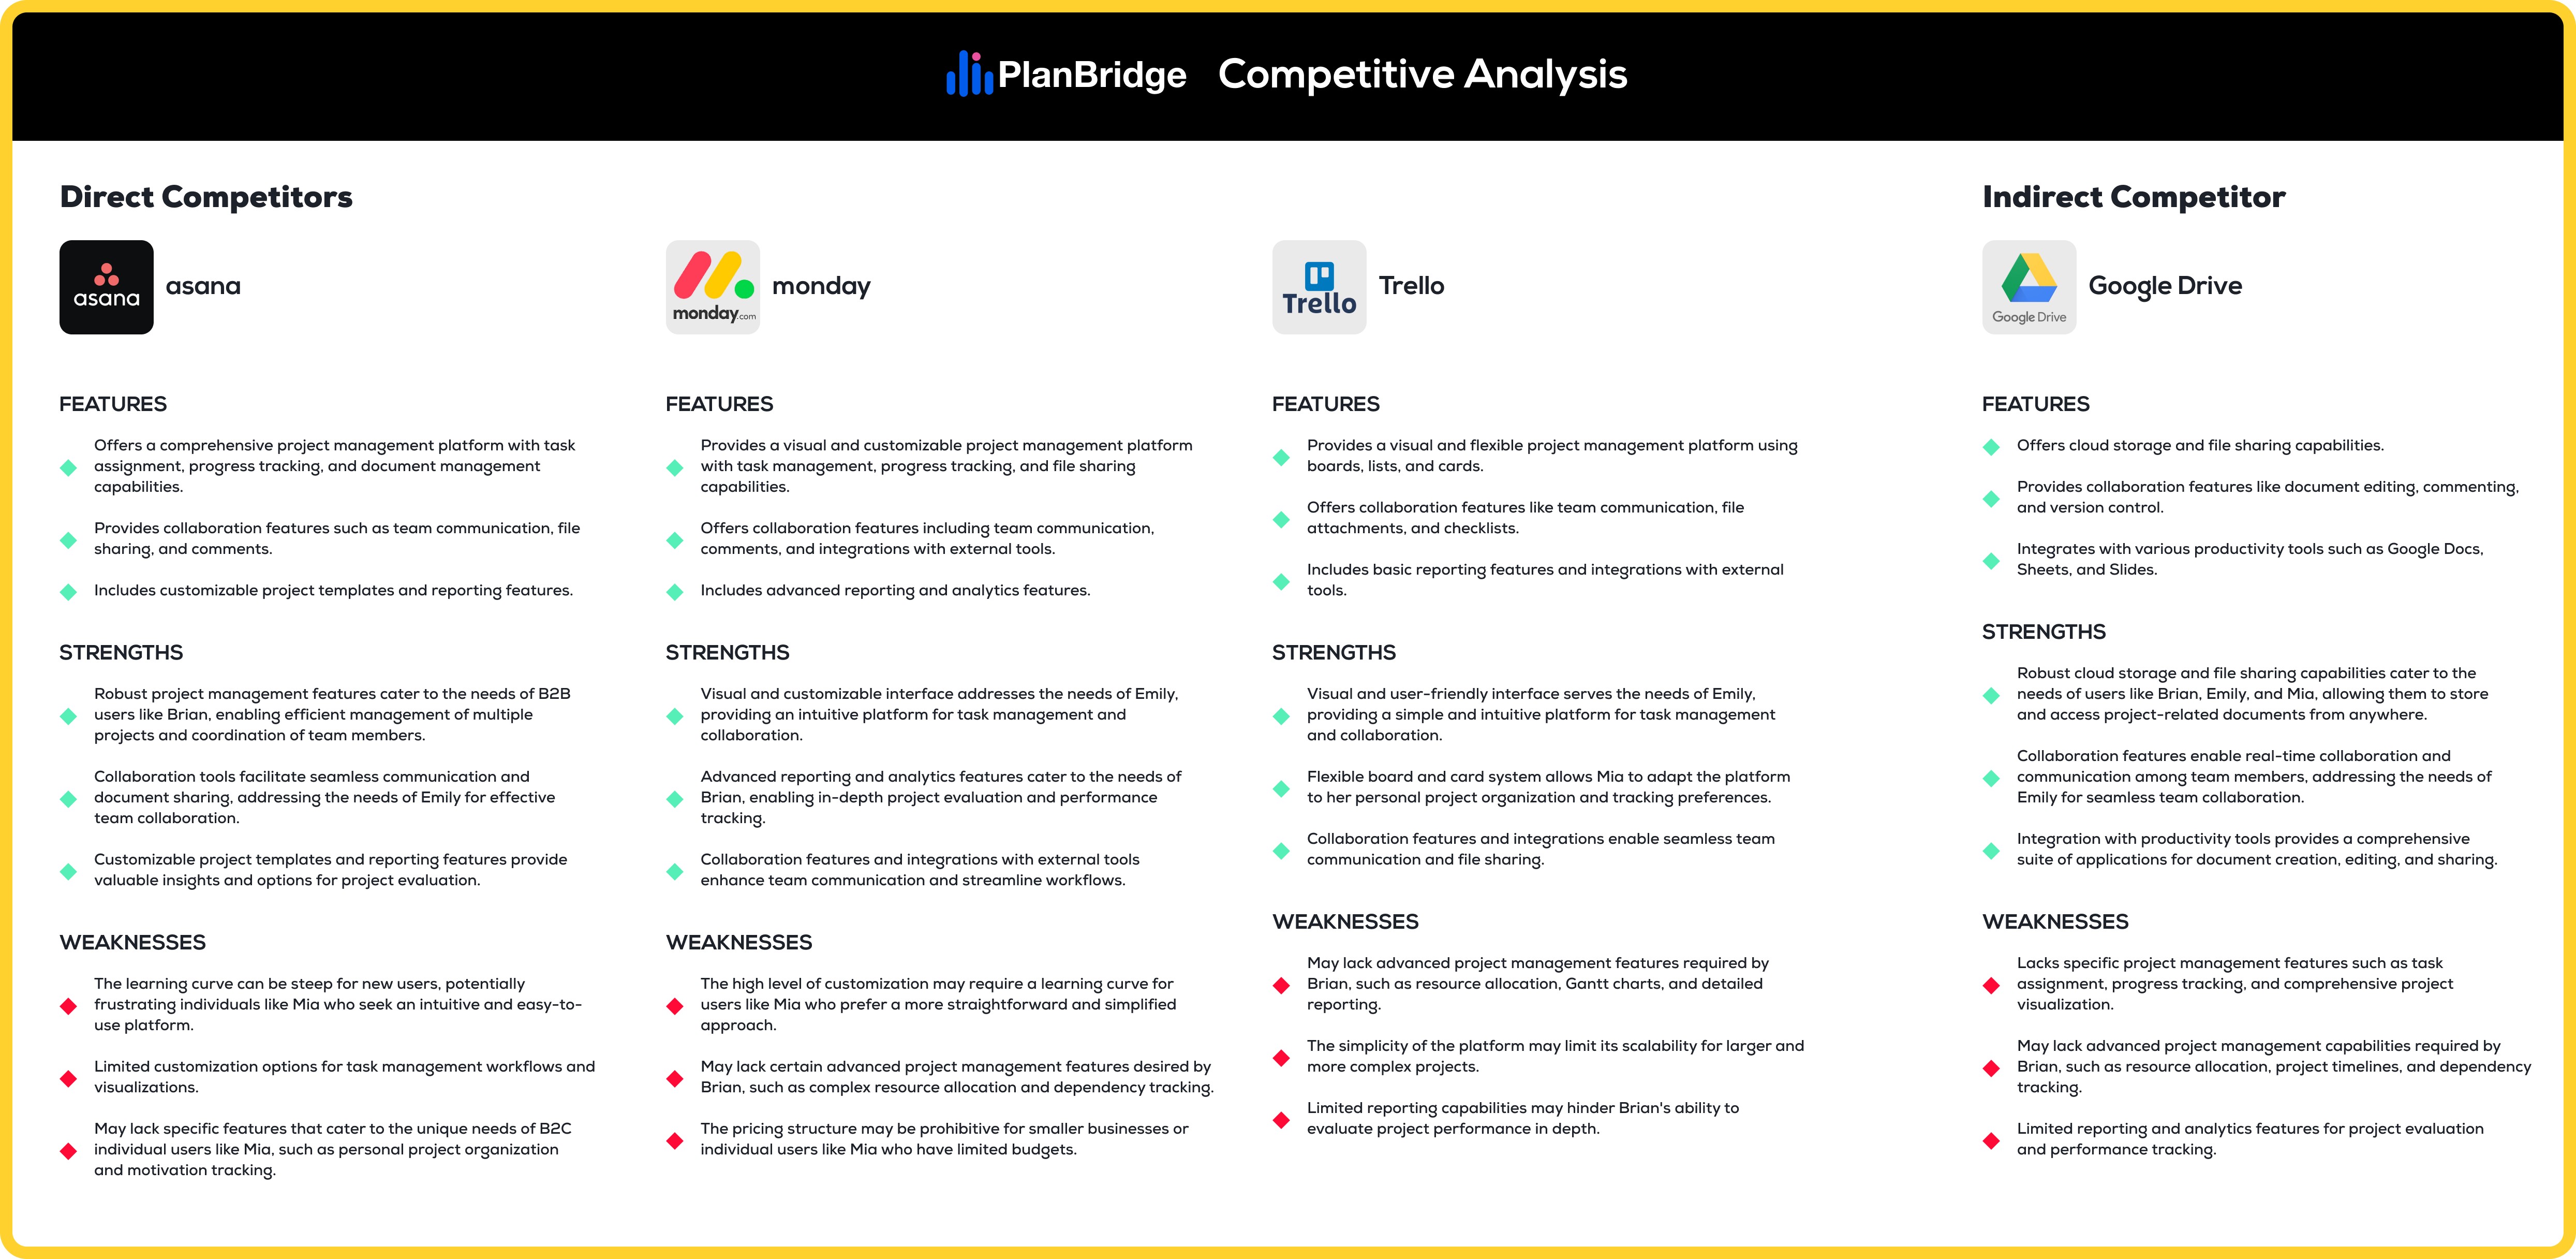 PlanBridge Competitive Analysis
Direct Competitors
asana
asana
FEATURES
Offers a comprehensive project management platform with task
assignment, progress tracking, and document management
capabilities.
Provides collaboration features such as team communication, file
sharing, and comments.
Includes customizable project templates and reporting features.
STRENGTHS
Robust project management features cater to the needs of B2B
users like Brian, enabling efficient management of multiple
projects and coordination of team members.
Collaboration tools facilitate seamless communication and
document sharing, addressing the needs of Emily for effective
team collaboration.
Customizable project templates and reporting features provide
valuable insights and options for project evaluation.
WEAKNESSES
The learning curve can be steep for new users, potentially
frustrating individuals like Mia who seek an intuitive and easy-to-
use platform.
Limited customization options for task management workflows and
visualizations.
May lack specific features that cater to the unique needs of B2C
individual users like Mia, such as personal project organization
and motivation tracking.
monday.com
monday
FEATURES
Provides a visual and customizable project management platform
with task management, progress tracking, and file sharing
capabilities.
Offers collaboration features including team communication,
comments, and integrations with external tools.
Includes advanced reporting and analytics features.
STRENGTHS
Visual and customizable interface addresses the needs of Emily,
providing an intuitive platform for task management and
collaboration.
Advanced reporting and analytics features cater to the needs of
Brian, enabling in-depth project evaluation and performance
tracking.
Collaboration features and integrations with external tools
enhance team communication and streamline workflows.
WEAKNESSES
The high level of customization may require a learning curve for
users like Mia who prefer a more straightforward and simplified
approach.
May lack certain advanced project management features desired by
Brian, such as complex resource allocation and dependency tracking.
The pricing structure may be prohibitive for smaller businesses or
individual users like Mia who have limited budgets.
Trello
Trello
FEATURES
Provides a visual and flexible project management platform using
boards, lists, and cards.
Offers collaboration features like team communication, file
attachments, and checklists.
Includes basic reporting features and integrations with external
tools.
STRENGTHS
Visual and user-friendly interface serves the needs of Emily,
providing a simple and intuitive platform for task management
and collaboration.
Flexible board and card system allows Mia to adapt the platform
to her personal project organization and tracking preferences.
Collaboration features and integrations enable seamless team
communication and file sharing.
WEAKNESSES
May lack advanced project management features required by
Brian, such as resource allocation, Gantt charts, and detailed
reporting.
The simplicity of the platform may limit its scalability for larger and
more complex projects.
Limited reporting capabilities may hinder Brian's ability to
evaluate project performance in depth.
Indirect Competitor
Google Drive
Google Drive
FEATURES
Offers cloud storage and file sharing capabilities.
Provides collaboration features like document editing, commenting,
and version control.
Integrates with various productivity tools such as Google Docs,
Sheets, and Slides.
STRENGTHS
Robust cloud storage and file sharing capabilities cater to the
needs of users like Brian, Emily, and Mia, allowing them to store
and access project-related documents from anywhere.
Collaboration features enable real-time collaboration and
communication among team members, addressing the needs of
Emily for seamless team collaboration.
Integration with productivity tools provides a comprehensive
suite of applications for document creation, editing, and sharing.
WEAKNESSES
Lacks specific project management features such as task
assignment, progress tracking, and comprehensive project
visualization.
May lack advanced project management capabilities required by
Brian, such as resource allocation, project timelines, and dependency
tracking.
Limited reporting and analytics features for project evaluation
and performance tracking.